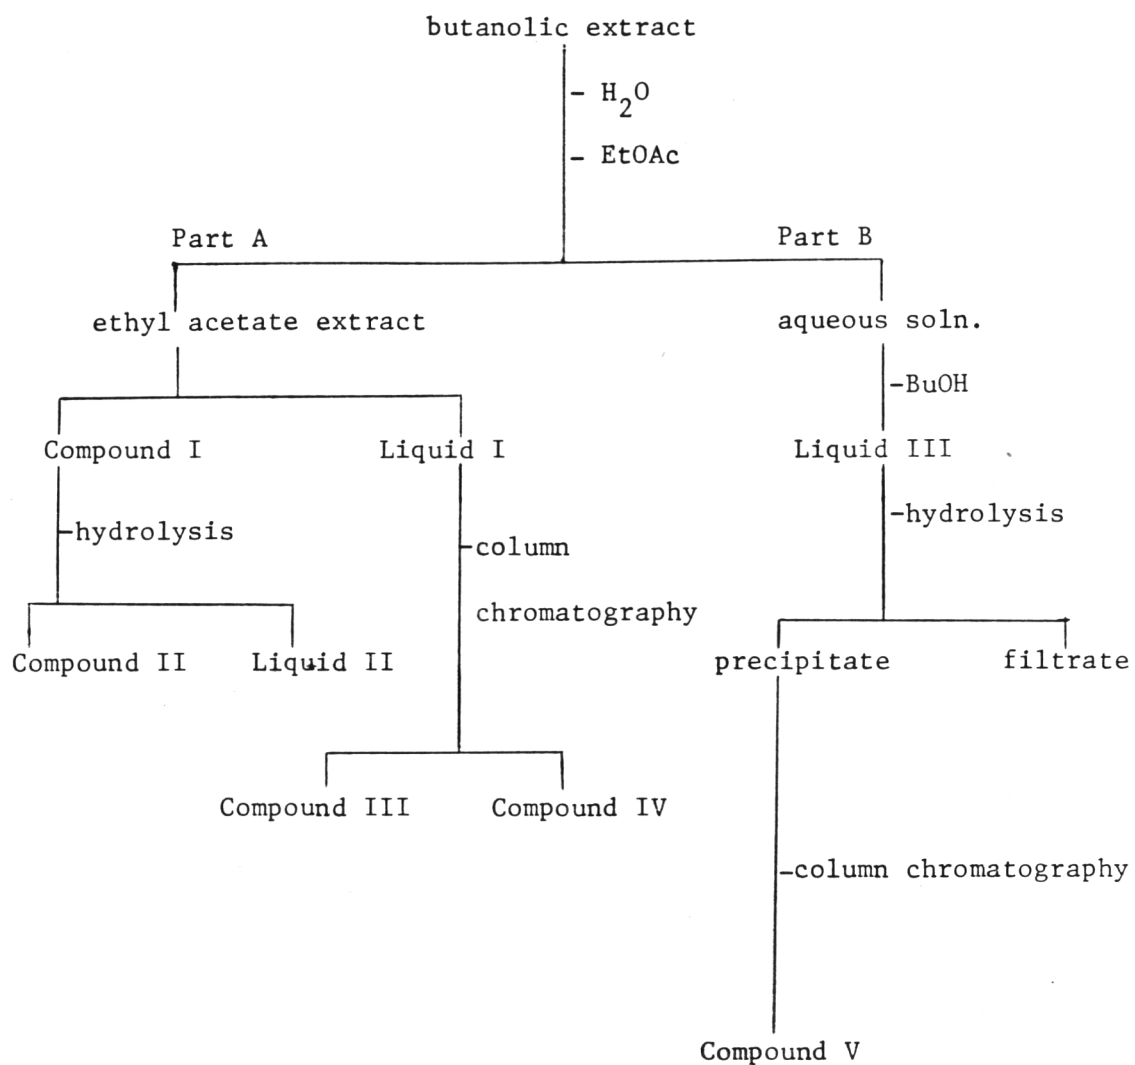 butanolic extract
- H2O
- EtOAc
Part A
Part B
ethyl acetate extract
aqueous soln.
-BuOH
Compound I
Liquid I
Liquid III
-hydrolysis
-hydrolysis
-column
chromatography
Compound II
Liquid II
precipitate
filtrate
Compound III
Compound IV
-column chromatography
Compound V